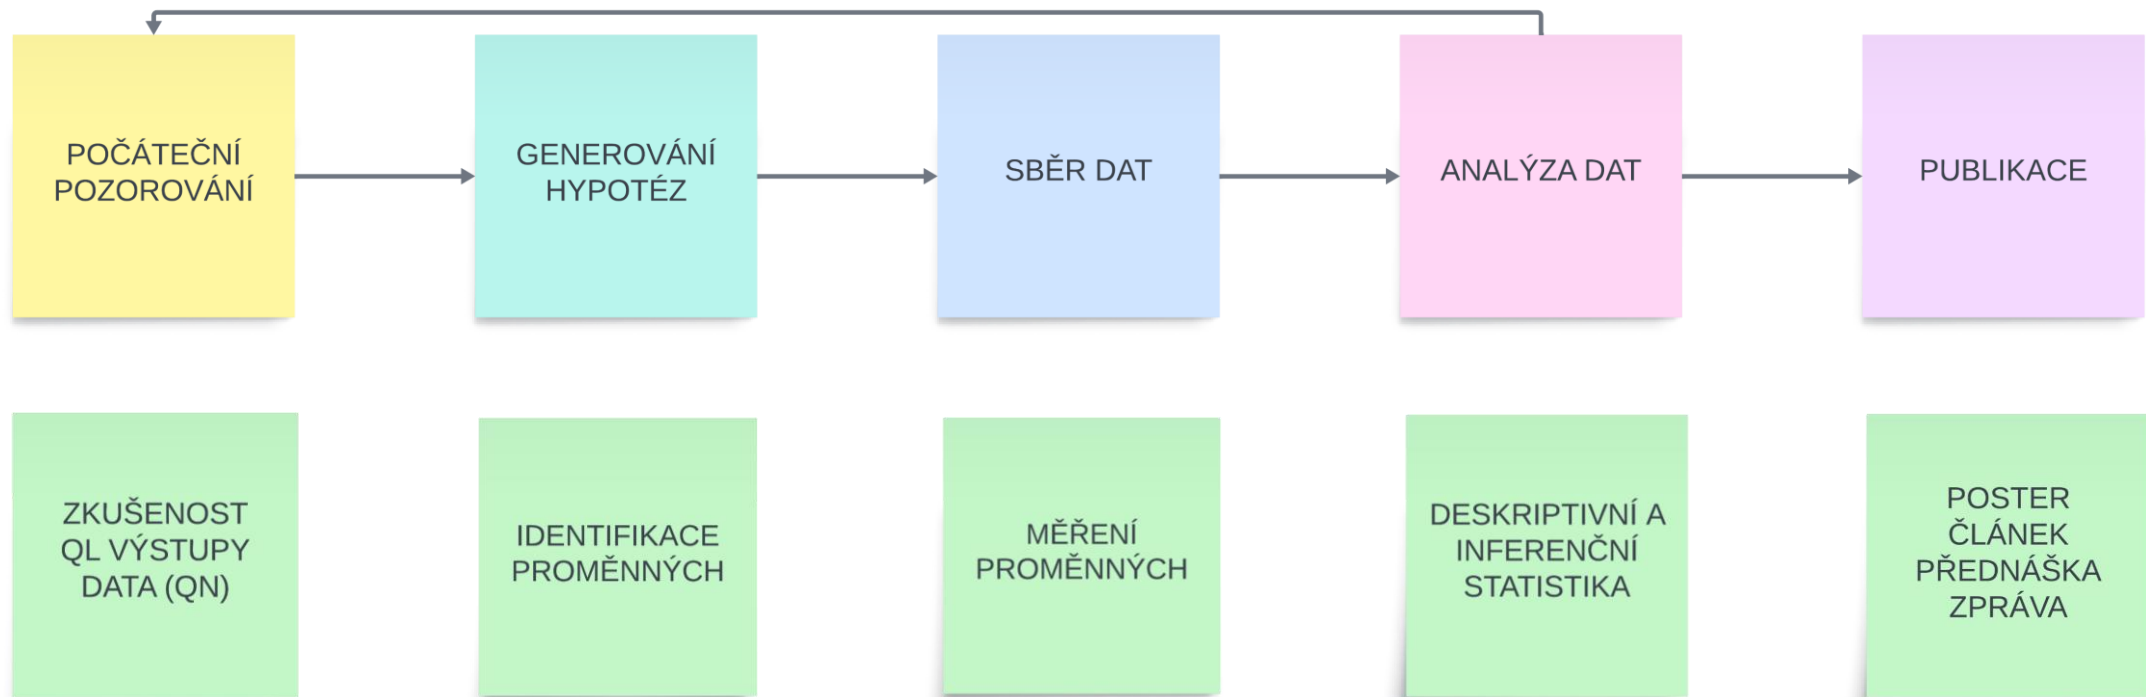 POČÁTEČNÍ
POZOROVÁNÍ
GENEROVÁNÍ
HYPOTÉZ
SBĚR DAT
ANALÝZA DAT
PUBLIKACE
ZKUŠENOST
QL VÝSTUPY
DATA (QN)
IDENTIFIKACE
PROMĚNNÝCH
MĚŘENÍ
PROMĚNNÝCH
DESKRIPTIVNÍ A
INFERENČNÍ
STATISTIKA
POSTER
ČLÁNEK
PŘEDNÁŠKA
ZPRÁVA